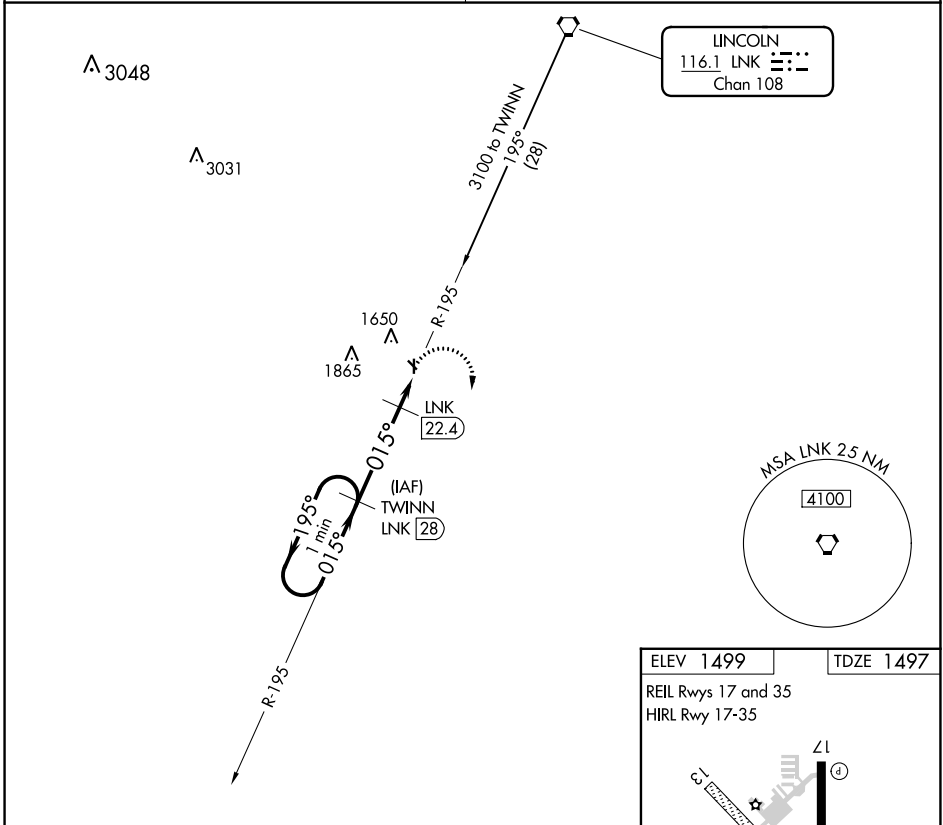 LINCOLN
116.1 LNK
Chan 108
3048
3031
3100 to TWINN
195°
(28)
R-195
1650
1865
LNK
22.4
015°
(IAF)
TWINN
LNK 28
195°
1 min
015°
R-195
MSA LNK 25 NM
4100
ELEV 1499
TDZE 1497
REIL Rwys 17 and 35
HIRL Rwy 17-35
17
P
13